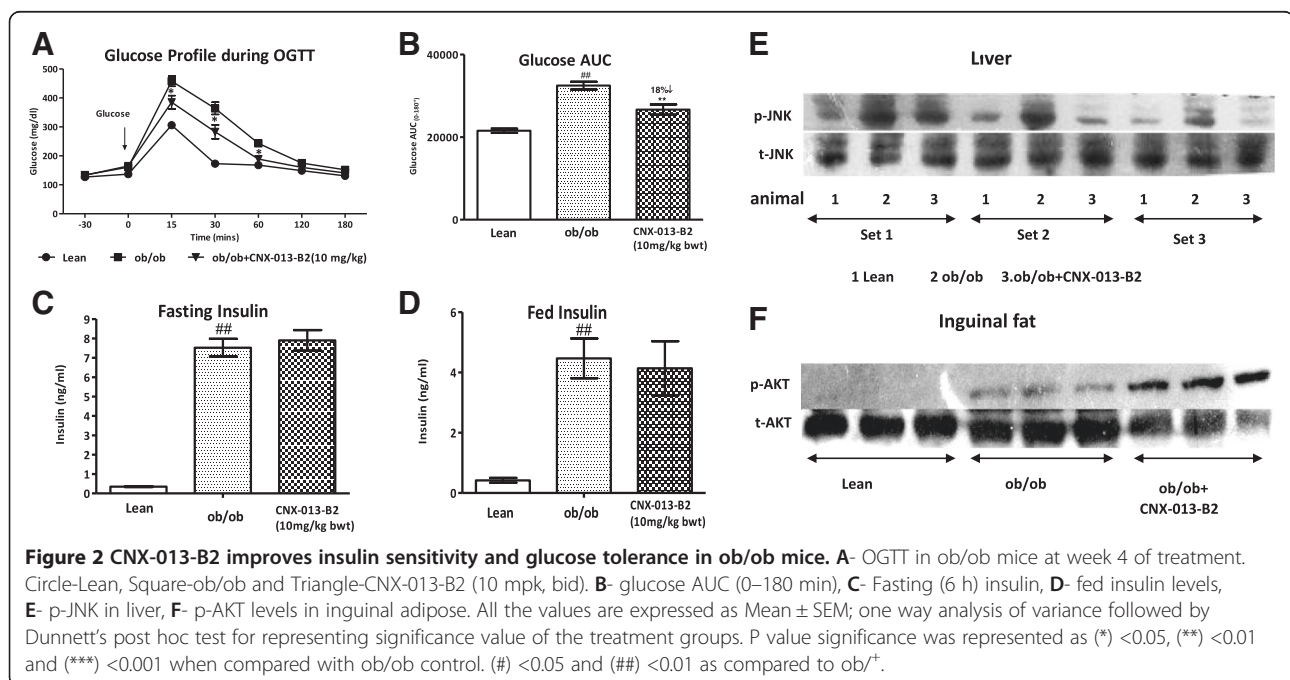 A
Glucose Profile during OGTT
500
400
300
200
100
0
Glucose (mg/dl)
Glucose
*
*
*
-30 0 15 30 60 120 180
Time (mins)
Lean ob/ob ob/ob+CNX-013-B2(10 mg/kg)
B
Glucose AUC
40000
20000
0
Glucose AUC (0-180")
##
18%↓
**
Lean ob/ob CNX-013-B2
(10mg/kg bwt)
C
Fasting Insulin
9
8
7
6
5
4
3
2
1
0
Insulin (ng/ml)
##
Lean ob/ob CNX-013-B2
(10mg/kg bwt)
D
Fed Insulin
6
4
2
0
Insulin (ng/ml)
##
Lean ob/ob CNX-013-B2
(10mg/kg bwt)
E
Liver
p-JNK
t-JNK
animal 1 2 3 1 2 3 1 2 3
Set 1 Set 2 Set 3
1 Lean 2 ob/ob 3.ob/ob+CNX-013-B2
F
Inguinal fat
p-AKT
t-AKT
Lean ob/ob ob/ob+
CNX-013-B2
Figure 2 CNX-013-B2 improves insulin sensitivity and glucose tolerance in ob/ob mice. A- OGTT in ob/ob mice at week 4 of treatment.
Circle-Lean, Square-ob/ob and Triangle-CNX-013-B2 (10 mpk, bid). B- glucose AUC (0–180 min), C- Fasting (6 h) insulin, D- fed insulin levels,
E- p-JNK in liver, F- p-AKT levels in inguinal adipose. All the values are expressed as Mean ± SEM; one way analysis of variance followed by
Dunnett's post hoc test for representing significance value of the treatment groups. P value significance was represented as (*) <0.05, (**) <0.01
and (***) <0.001 when compared with ob/ob control. (#) <0.05 and (##) <0.01 as compared to ob/+.